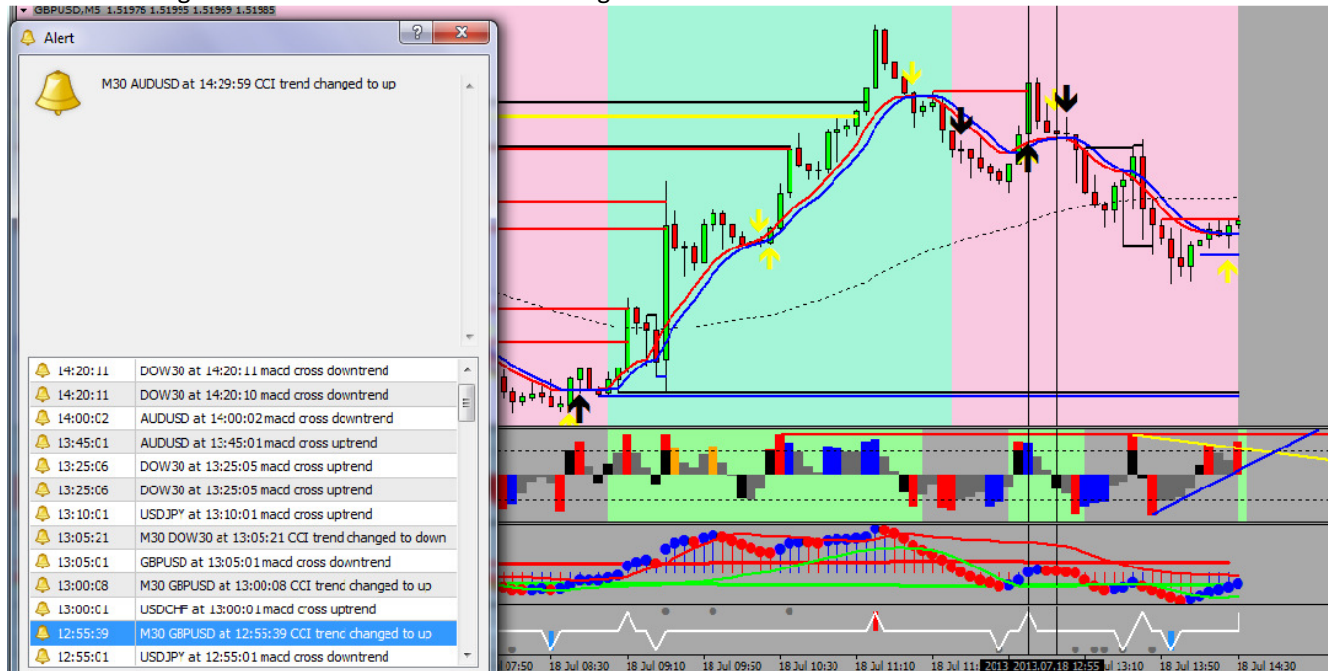 GBPUSD,M5 1.51976 1.51995 1.51969 1.51985
Alert
M30 AUDUSD at 14:29:59 CCI trend changed to up
14:20:11 DOW30 at 14:20:11 macd cross downtrend
14:20:11 DOW30 at 14:20:10 macd cross downtrend
14:00:02 AUDUSD at 14:00:02 macd cross downtrend
13:45:01 AUDUSD at 13:45:01 macd cross uptrend
13:25:06 DOW30 at 13:25:05 macd cross uptrend
13:25:06 DOW30 at 13:25:05 macd cross uptrend
13:10:01 USDJPY at 13:10:01 macd cross uptrend
13:05:21 M30 DOW30 at 13:05:21 CCI trend changed to down
13:05:01 GBPUSD at 13:05:01 macd cross downtrend
13:00:08 M30 GBPUSD at 13:00:08 CCI trend changed to up
13:00:01 USDCHF at 13:00:01 macd cross uptrend
12:55:39 M30 GBPUSD at 12:55:39 CCI trend changed to up
12:55:01 USDJPY at 12:55:01 macd cross downtrend
07:50 18 Jul 08:30 18 Jul 09:10 18 Jul 09:50 18 Jul 10:30 18 Jul 11:10 18 Jul 11: 2013 2013.07.18 12:55 Jul 13:10 18 Jul 13:50 18 Jul 14:30